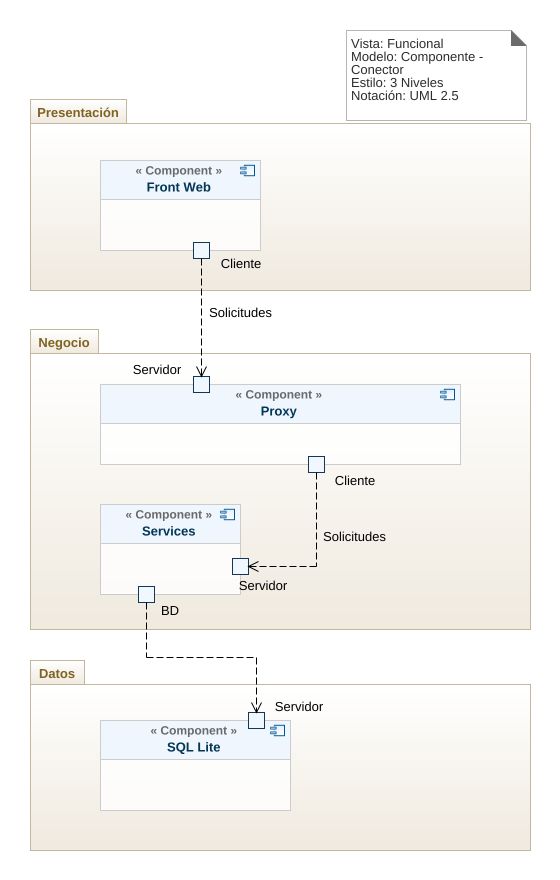 Vista: Funcional
Modelo: Componente -
Conector
Estilo: 3 Niveles
Notación: UML 2.5
Presentación
« Component »
Front Web
Cliente
Solicitudes
Negocio
Servidor
« Component »
Proxy
Cliente
« Component »
Services
Solicitudes
Servidor
BD
Datos
Servidor
« Component »
SQL Lite